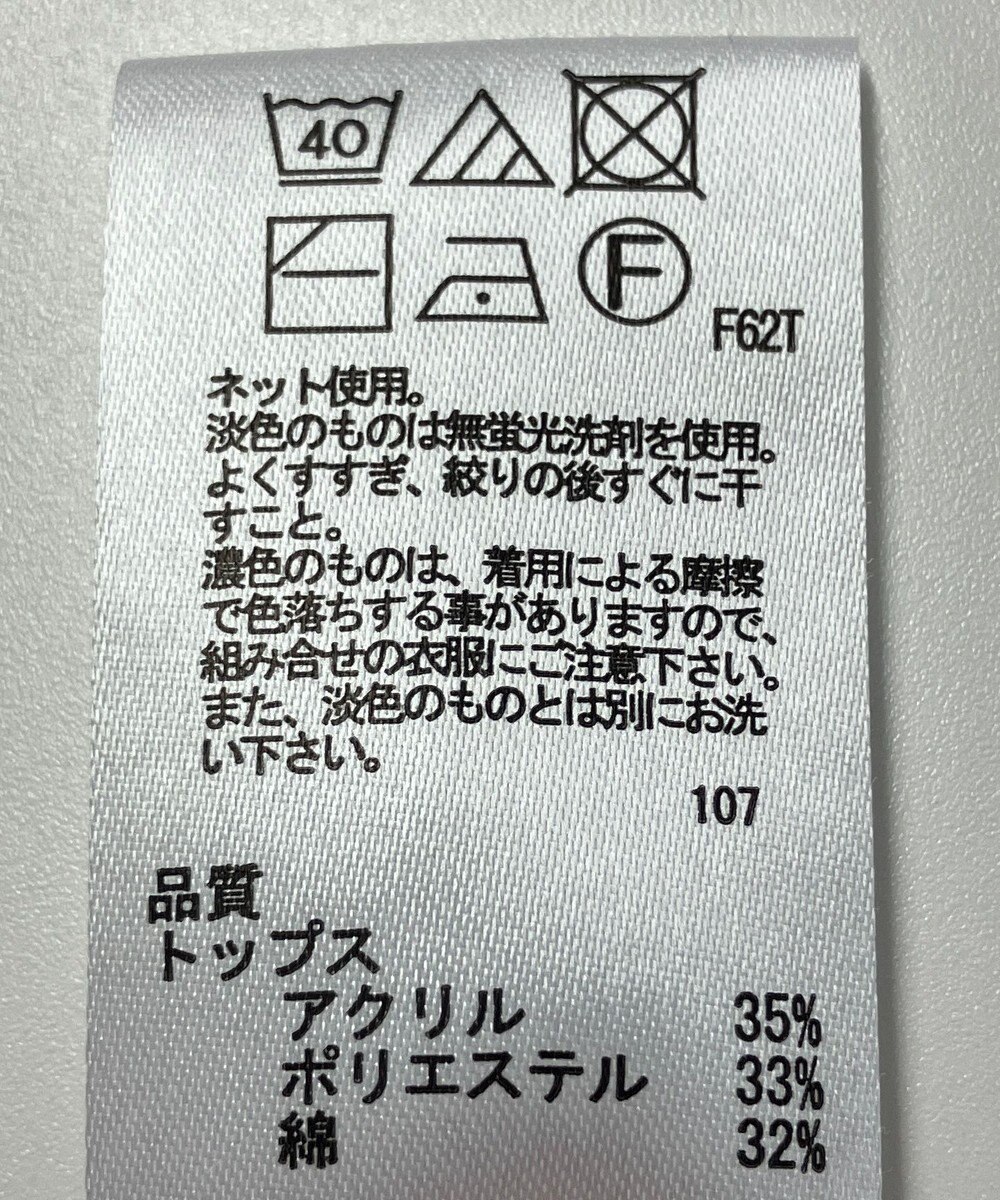 40
F
F62T
ネット使用。
淡色のものは無蛍光洗剤を使用。
よくすすぎ、絞りの後すぐに干
すこと。
濃色のものは、着用による摩擦
で色落ちする事がありますので、
組み合せの衣服にご注意下さい。
また、淡色のものとは別にお洗
い下さい。
107
品質
トップス
アクリル 35%
ポリエステル 33%
綿 32%